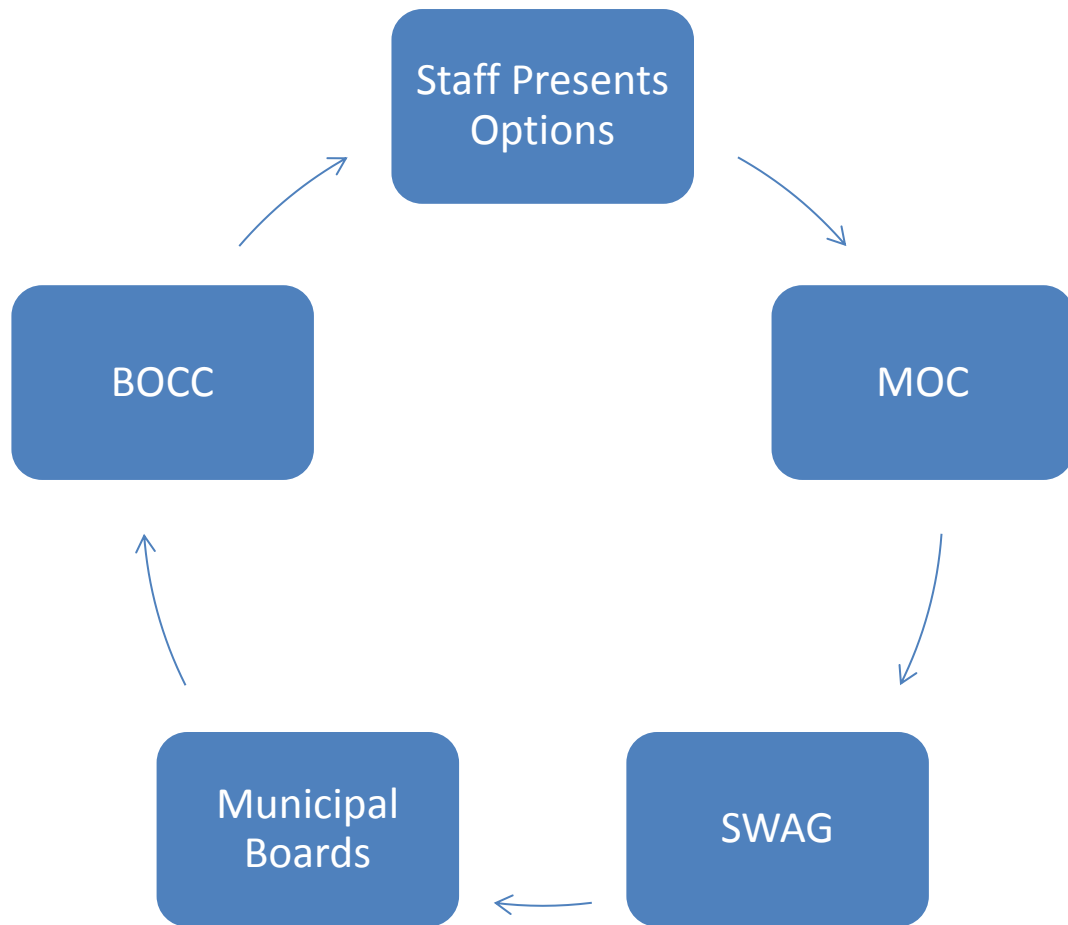 Staff Presents
Options
MOC
SWAG
Municipal
Boards
BOCC